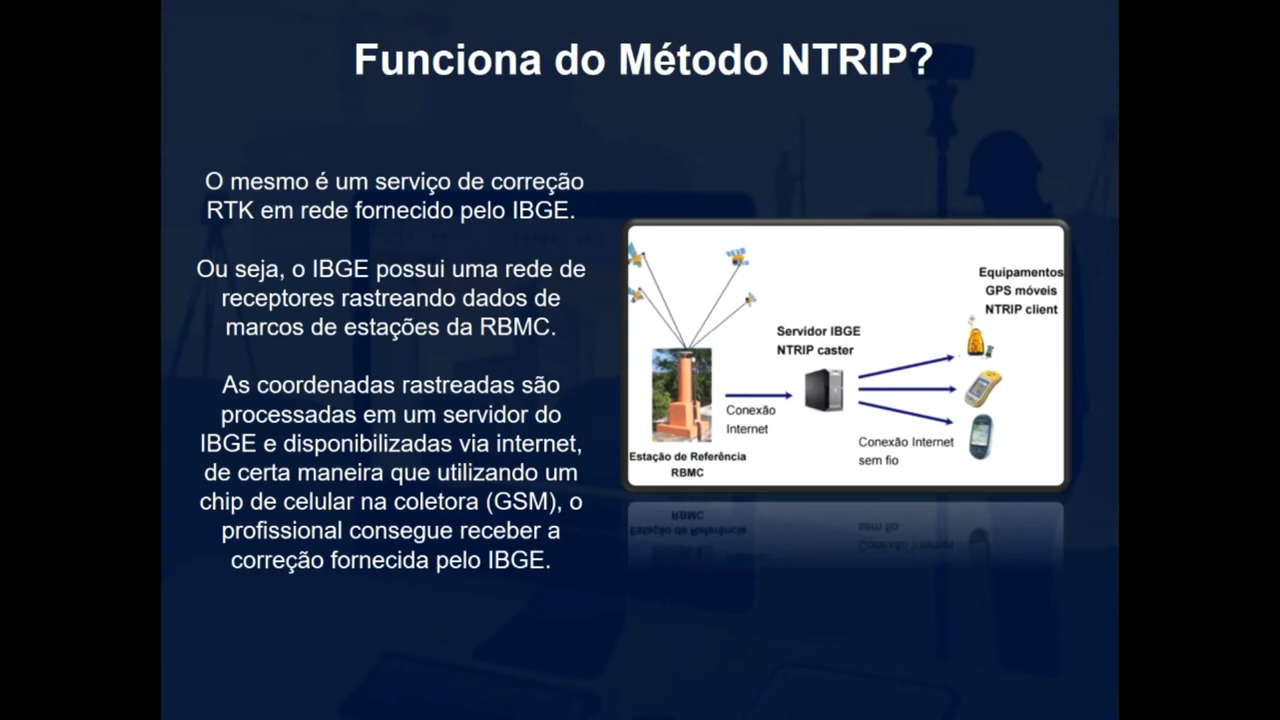 Funciona do Método NTRIP?
O mesmo é um serviço de correção
RTK em rede fornecido pelo IBGE.
Ou seja, o IBGE possui uma rede de
receptores rastreando dados de
marcos de estações da RBMC.
As coordenadas rastreadas são
processadas em um servidor do
IBGE e disponibilizadas via internet,
de certa maneira que utilizando um
chip de celular na coletora (GSM), o
profissional consegue receber a
correção fornecida pelo IBGE.
Equipamentos
GPS móveis
NTRIP client
Servidor IBGE
NTRIP caster
Conexão
Internet
Conexão Internet
sem fio
Estação de Referência
RBMC